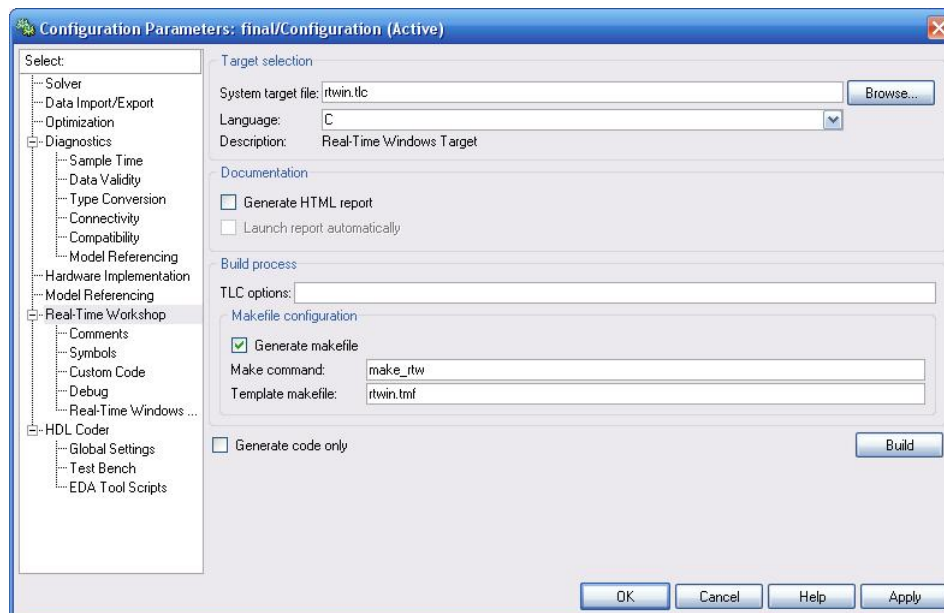 Configuration Parameters: final/Configuration (Active)
Select:
Solver
Data Import/Export
Optimization
Diagnostics
Sample Time
Data Validity
Type Conversion
Connectivity
Compatibility
Model Referencing
Hardware Implementation
Model Referencing
Real-Time Workshop
Comments
Symbols
Custom Code
Debug
Real-Time Windows ...
HDL Coder
Global Settings
Test Bench
EDA Tool Scripts
Target selection
System target file: rtwin.tlc Browse...
Language: C
Description: Real-Time Windows Target
Documentation
Generate HTML report
Launch report automatically
Build process
TLC options:
Makefile configuration
Generate makefile
Make command: make_rtw
Template makefile: rtwin.tmf
Generate code only Build
OK Cancel Help Apply